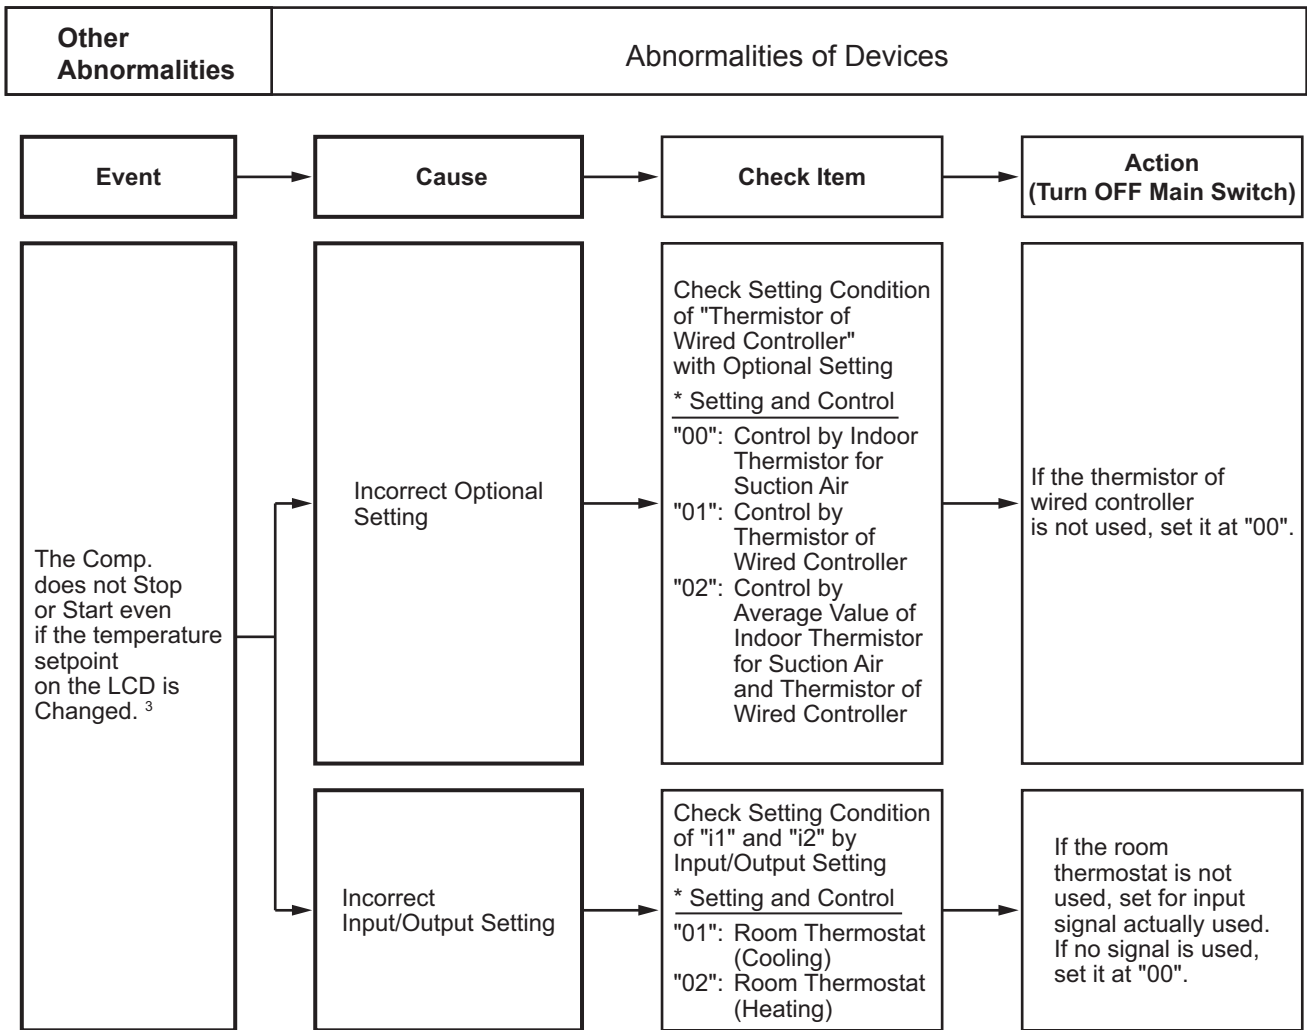 Other
Abnormalities
Abnormalities of Devices
Event
Cause
Check Item
Action
(Turn OFF Main Switch)
The Comp.
does not Stop
or Start even
if the temperature
setpoint
on the LCD is
Changed. 3
Incorrect Optional
Setting
Check Setting Condition
of "Thermistor of
Wired Controller"
with Optional Setting
* Setting and Control
"00": Control by Indoor
Thermistor for
Suction Air
"01": Control by
Thermistor of
Wired Controller
"02": Control by
Average Value of
Indoor Thermistor
for Suction Air
and Thermistor of
Wired Controller
If the thermistor of
wired controller
is not used, set it at "00".
Incorrect
Input/Output Setting
Check Setting Condition
of "i1" and "i2" by
Input/Output Setting
* Setting and Control
"01": Room Thermostat
(Cooling)
"02": Room Thermostat
(Heating)
If the room
thermostat is not
used, set for input
signal actually used.
If no signal is used,
set it at "00".